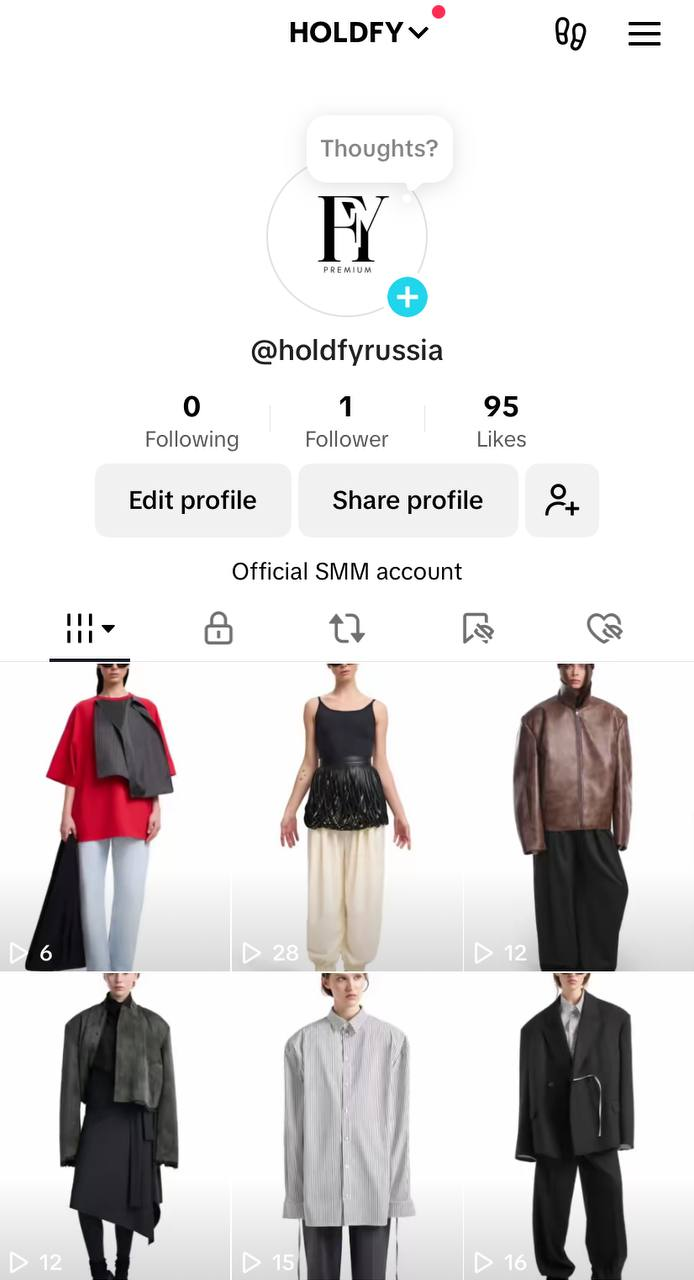 HOLDFY
Thoughts?
FY
PREMIUM
@holdfyrussia
0 1 95
Following Follower Likes
Edit profile Share profile
Official SMM account
6 28 12
12 15 16